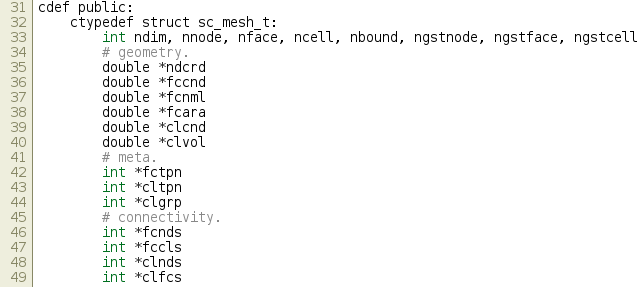 31 cdef public:
32     ctypedef struct sc_mesh_t:
33         int ndim, nnode, nface, ncell, nbound, ngstnode, ngstface, ngstcell
34         # geometry.
35         double *ndcrd
36         double *fccnd
37         double *fcnml
38         double *fcara
39         double *clcnd
40         double *clvol
41         # meta.
42         int *fctpn
43         int *cltpn
44         int *clgrp
45         # connectivity.
46         int *fcnds
47         int *fccls
48         int *clnds
49         int *clfcs